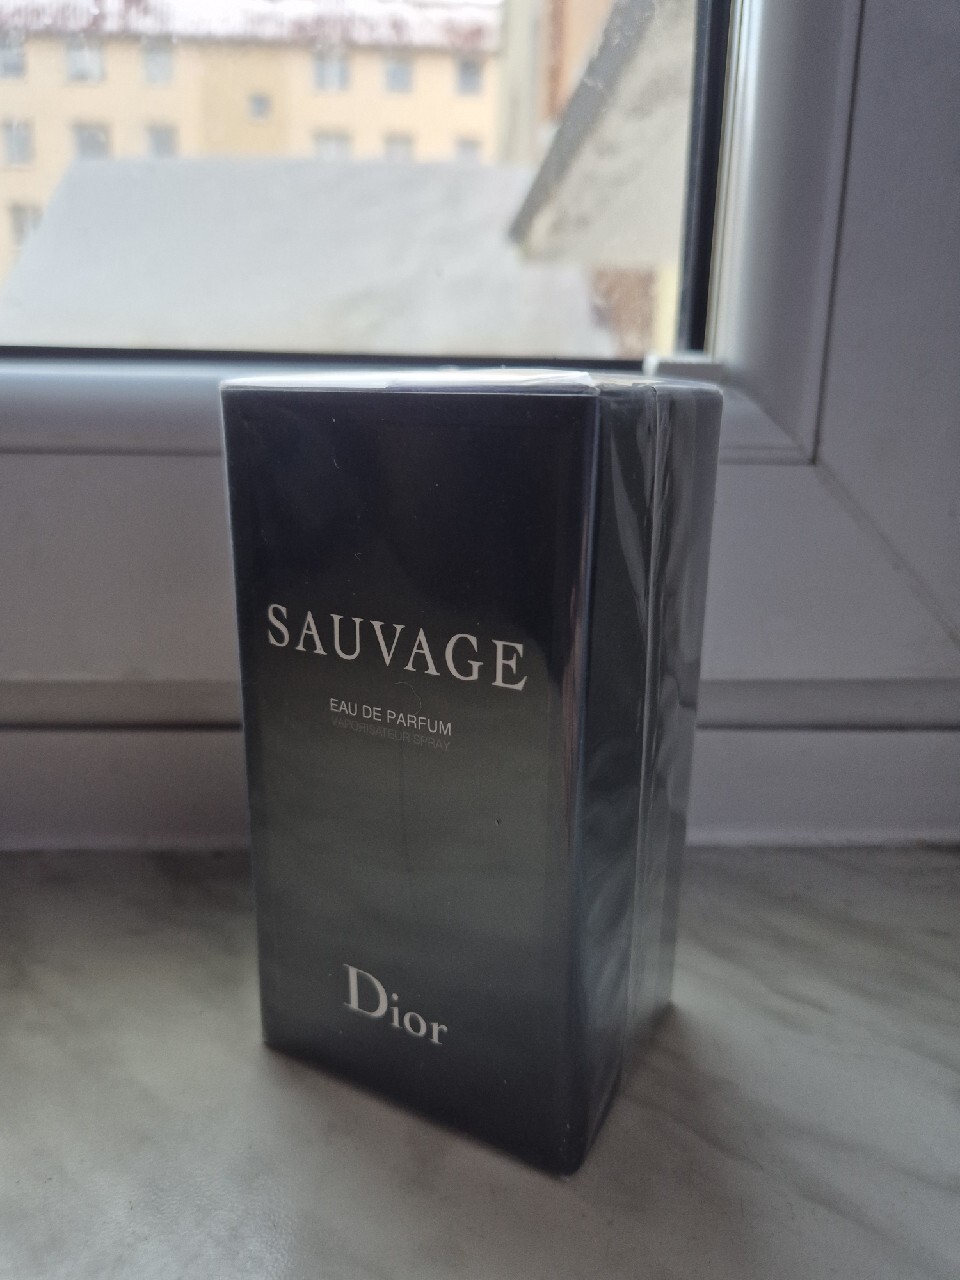 SAUVAGE
EAU DE PARFUM
VAPORISATEUR SPRAY
Dior